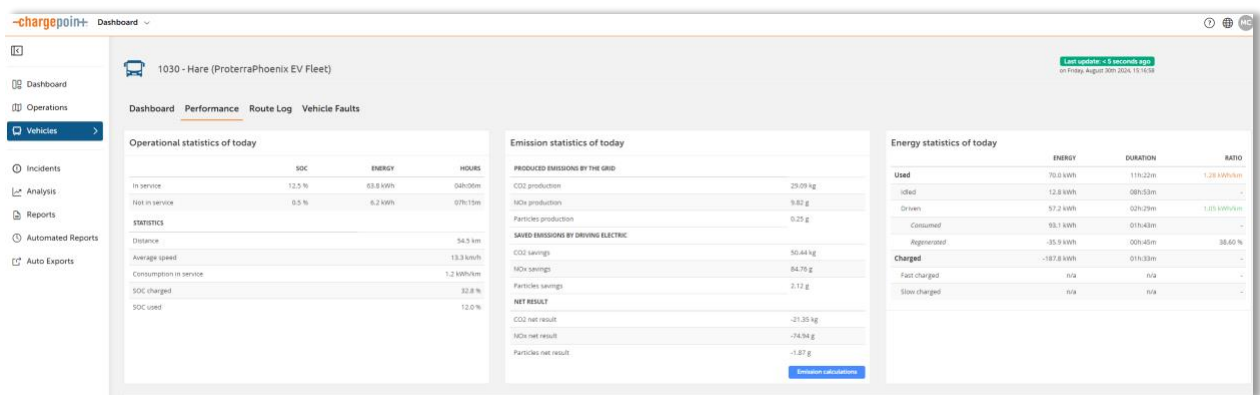 -chargepoin+- Dashboard
MC
1030 - Hare (ProterraPhoenix EV Fleet)
Last update: < 5 seconds ago
on Friday, August 30th 2024, 15:16:58
Dashboard
Operations
Vehicles
Incidents
Analysis
Reports
Automated Reports
Auto Exports
Dashboard Performance Route Log Vehicle Faults
Operational statistics of today
SOC ENERGY HOURS
In service 12.5 % 63.8 kWh 04h:06m
Not in service 0.5 % 6.2 kWh 07h:15m
STATISTICS
Distance 54.5 km
Average speed 13.3 km/h
Consumption in service 1.2 kWh/km
SOC charged 32.8 %
SOC used 12.0 %
Emission statistics of today
PRODUCED EMISSIONS BY THE GRID
CO2 production 29.09 kg
NOx production 9.82 g
Particles production 0.25 g
SAVED EMISSIONS BY DRIVING ELECTRIC
CO2 savings 50.44 kg
NOx savings 84.76 g
Particles savings 2.12 g
NET RESULT
CO2 net result -21.35 kg
NOx net result -74.94 g
Particles net result -1.87 g
Emission calculations
Energy statistics of today
ENERGY DURATION RATIO
Used 70.0 kWh 11h:22m 1.28 kWh/km
Idled 12.8 kWh 08h:53m -
Driven 57.2 kWh 02h:29m 1.05 kWh/km
Consumed 93.1 kWh 01h:43m -
Regenerated -35.9 kWh 00h:45m 38.60 %
Charged -167.8 kWh 01h:33m -
Fast charged n/a n/a -
Slow charged n/a n/a -